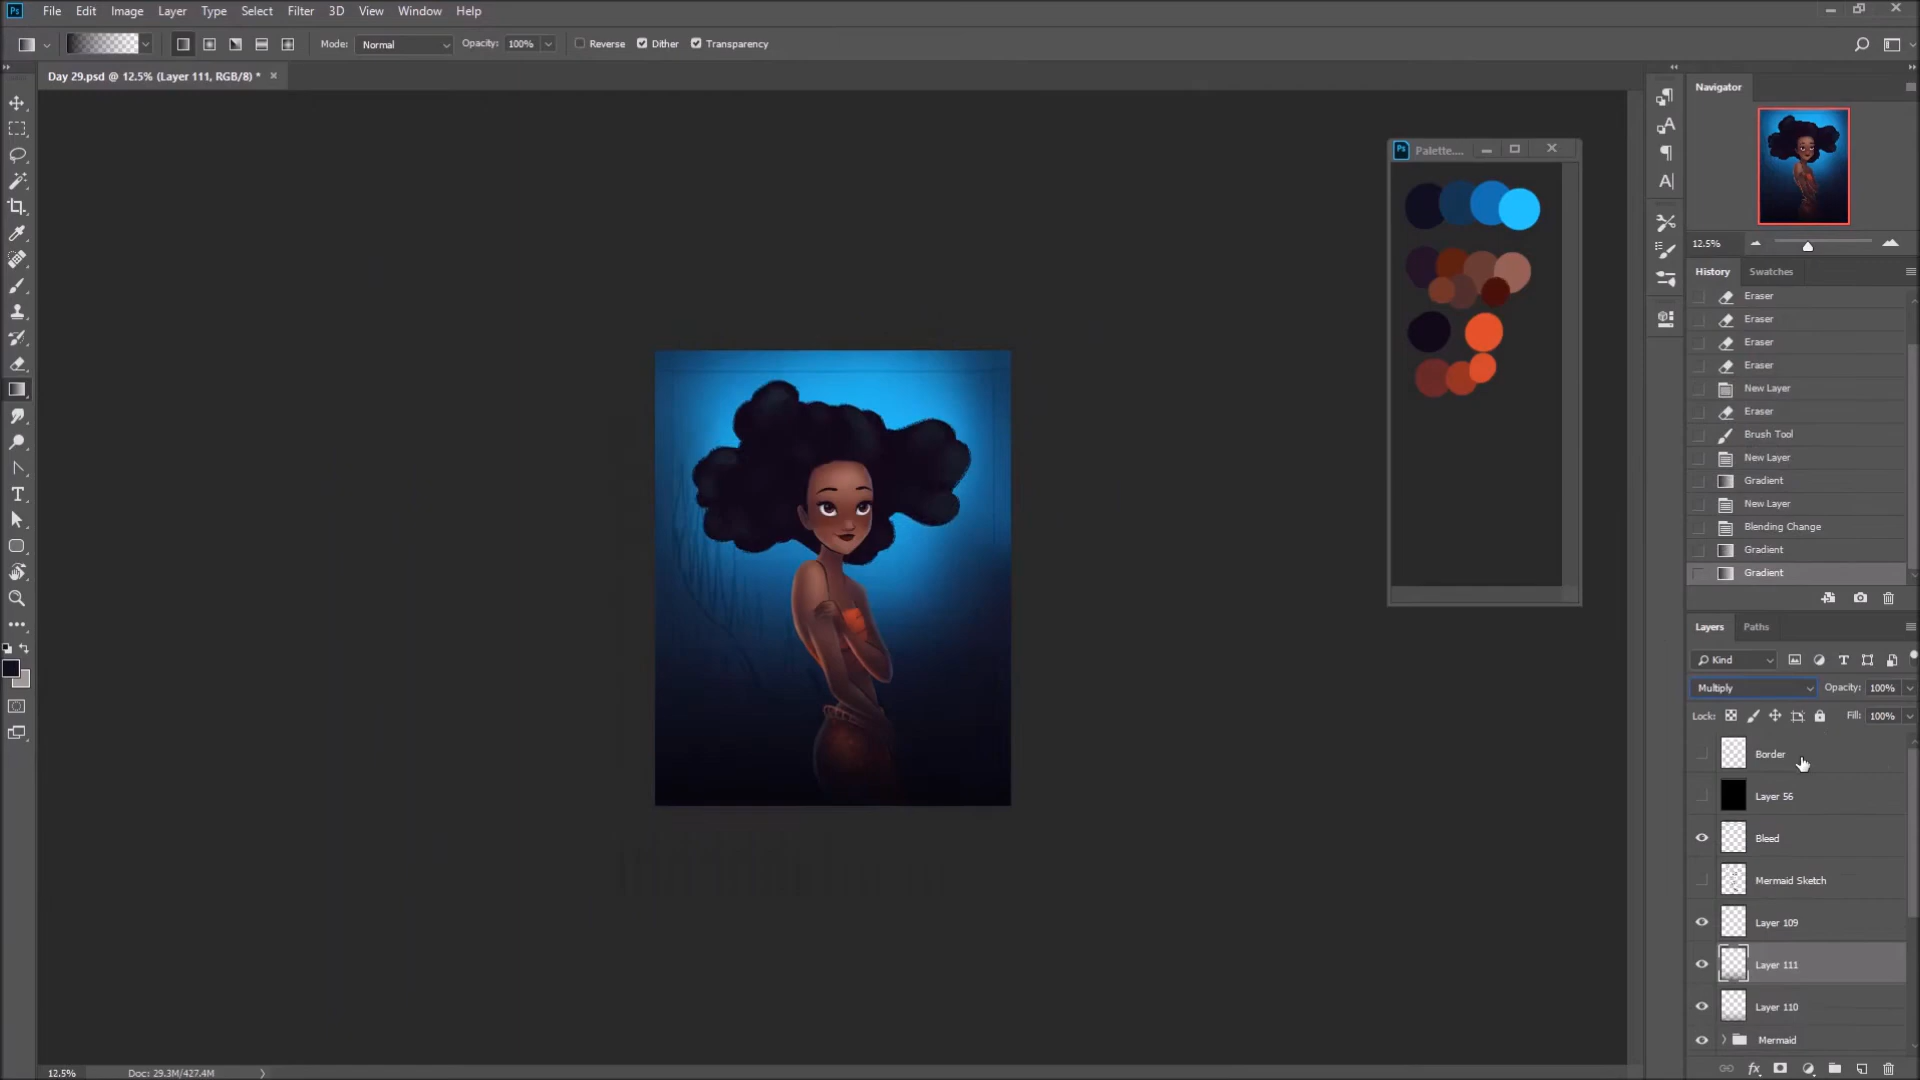 Ps File Edit Image Layer Type Select Filter 3D View Window Help
Mode: Normal Opacity: 100% Reverse Dither Transparency
Day 29.psd @ 12.5% (Layer 111, RGB/8) * ×
Navigator
Ps Palette....
12.5%
History Swatches
Eraser
Eraser
Eraser
Eraser
New Layer
Eraser
Brush Tool
New Layer
Gradient
New Layer
Blending Change
Gradient
Gradient
Layers Paths
Kind
Multiply Opacity: 100%
Lock: Fill: 100%
Border
Layer 56
Bleed
Mermaid Sketch
Layer 109
Layer 111
Layer 110
Mermaid
12.5% Doc: 29.3M/427.4M